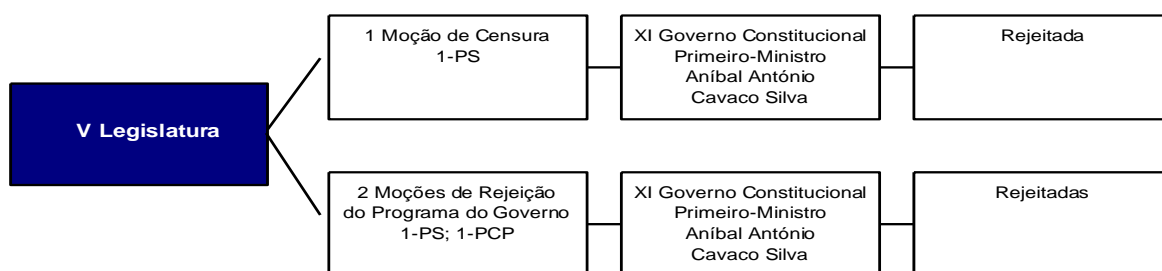 V Legislatura
1 Moção de Censura
1-PS
XI Governo Constitucional
Primeiro-Ministro
Aníbal António
Cavaco Silva
Rejeitada
2 Moções de Rejeição
do Programa do Governo
1-PS; 1-PCP
XI Governo Constitucional
Primeiro-Ministro
Aníbal António
Cavaco Silva
Rejeitadas